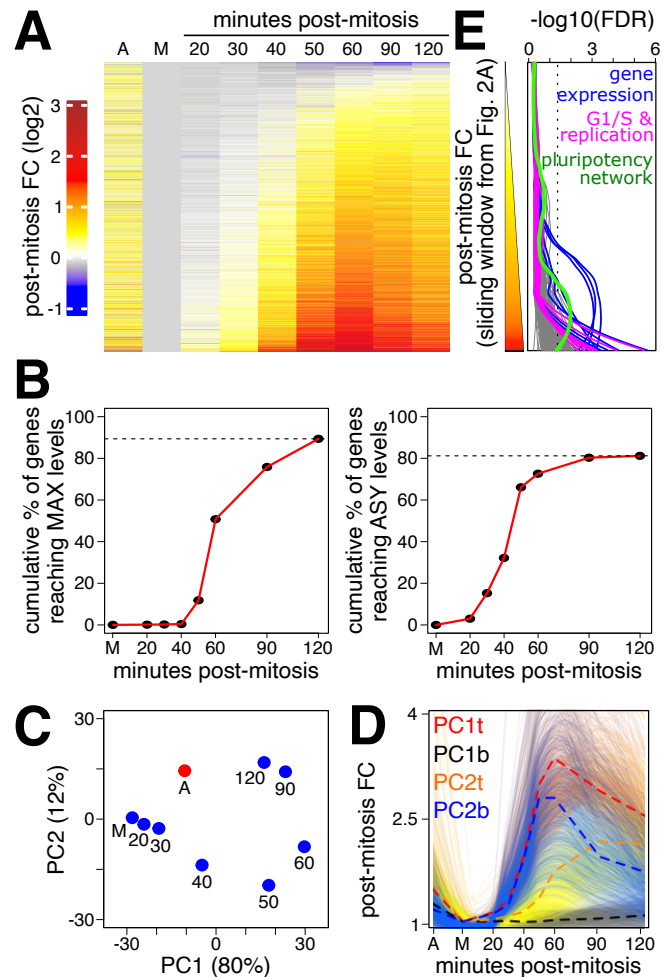 A
minutes post-mitosis
A M 20 30 40 50 60 90 120
post-mitosis FC (log2)
3
2
1
0
-1
E
-log10(FDR)
0 3 6
gene
expression
G1/S &
replication
pluripotency
network
post-mitosis FC
(sliding window from Fig. 2A)
B
cumulative % of genes
reaching MAX levels
100
80
60
40
20
0
M 20 40 60 80 100 120
minutes post-mitosis
cumulative % of genes
reaching ASY levels
100
80
60
40
20
0
M 20 40 60 80 100 120
minutes post-mitosis
C
PC2 (12%)
30
0
-30
A
120
90
M
20
30
40
50
60
-30 0 30
PC1 (80%)
D
post-mitosis FC
4
2.5
1
PC1t
PC1b
PC2t
PC2b
A M 20 40 60 80 100 120
minutes post-mitosis